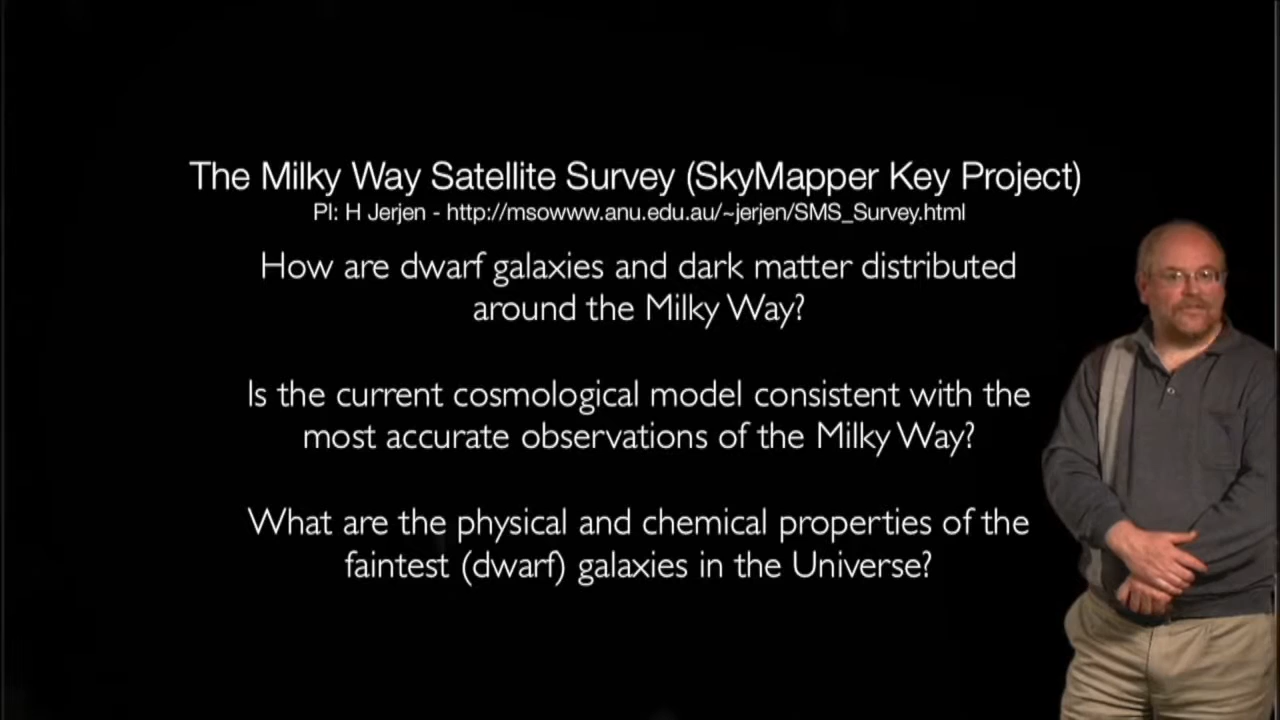 The Milky Way Satellite Survey (SkyMapper Key Project)
PI: H Jerjen - http://msowww.anu.edu.au/~jerjen/SMS_Survey.html
How are dwarf galaxies and dark matter distributed
around the Milky Way?
Is the current cosmological model consistent with the
most accurate observations of the Milky Way?
What are the physical and chemical properties of the
faintest (dwarf) galaxies in the Universe?